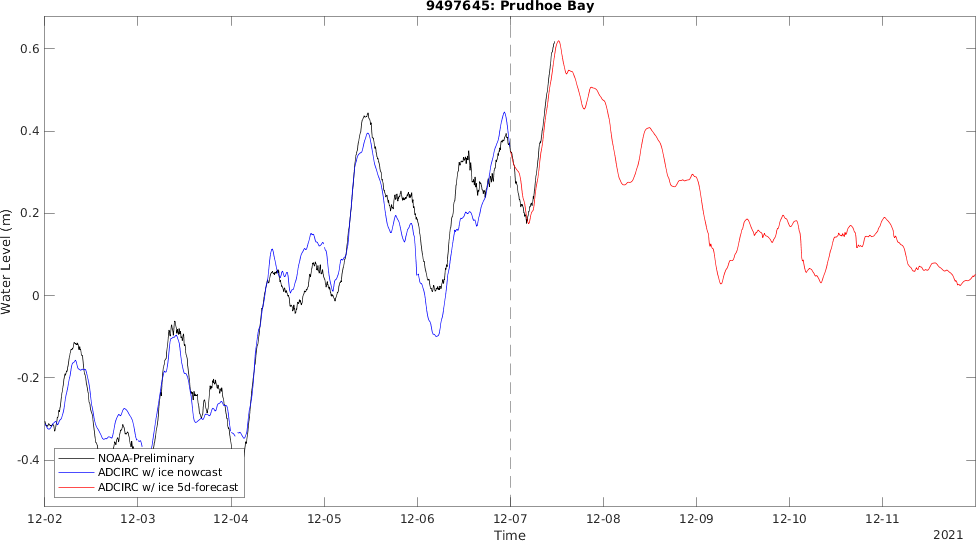 9497645: Prudhoe Bay
Water Level (m)
0.6
0.4
0.2
0
-0.2
-0.4
NOAA-Preliminary
ADCIRC w/ ice nowcast
ADCIRC w/ ice 5d-forecast
12-02 12-03 12-04 12-05 12-06 12-07 12-08 12-09 12-10 12-11
Time
2021